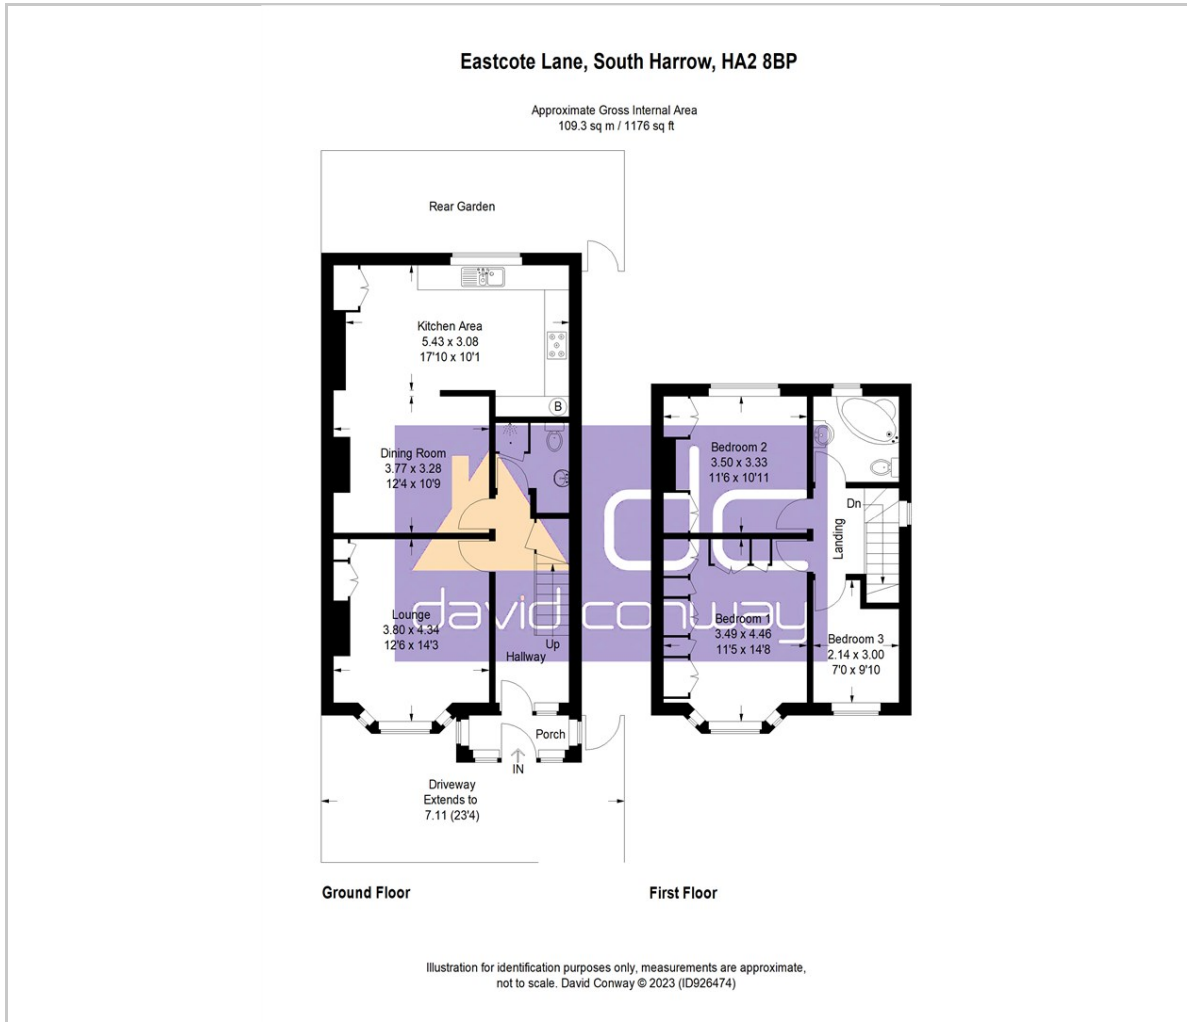 Eastcote Lane, South Harrow, HA2 8BP
Approximate Gross Internal Area
109.3 sq m / 1176 sq ft
Rear Garden
Kitchen Area
5.43 x 3.08
17'10 x 10'1
B
Dining Room
3.77 x 3.28
12'4 x 10'9
Lounge
3.80 x 4.34
12'6 x 14'3
Up
Hallway
Porch
IN
Driveway
Extends to
7.11 (23'4)
Ground Floor
Bedroom 2
3.50 x 3.33
11'6 x 10'11
Dn
Landing
Bedroom 1
3.49 x 4.46
11'5 x 14'8
Bedroom 3
2.14 x 3.00
7'0 x 9'10
First Floor
dc
david conway
Illustration for identification purposes only, measurements are approximate,
not to scale. David Conway © 2023 (ID926474)